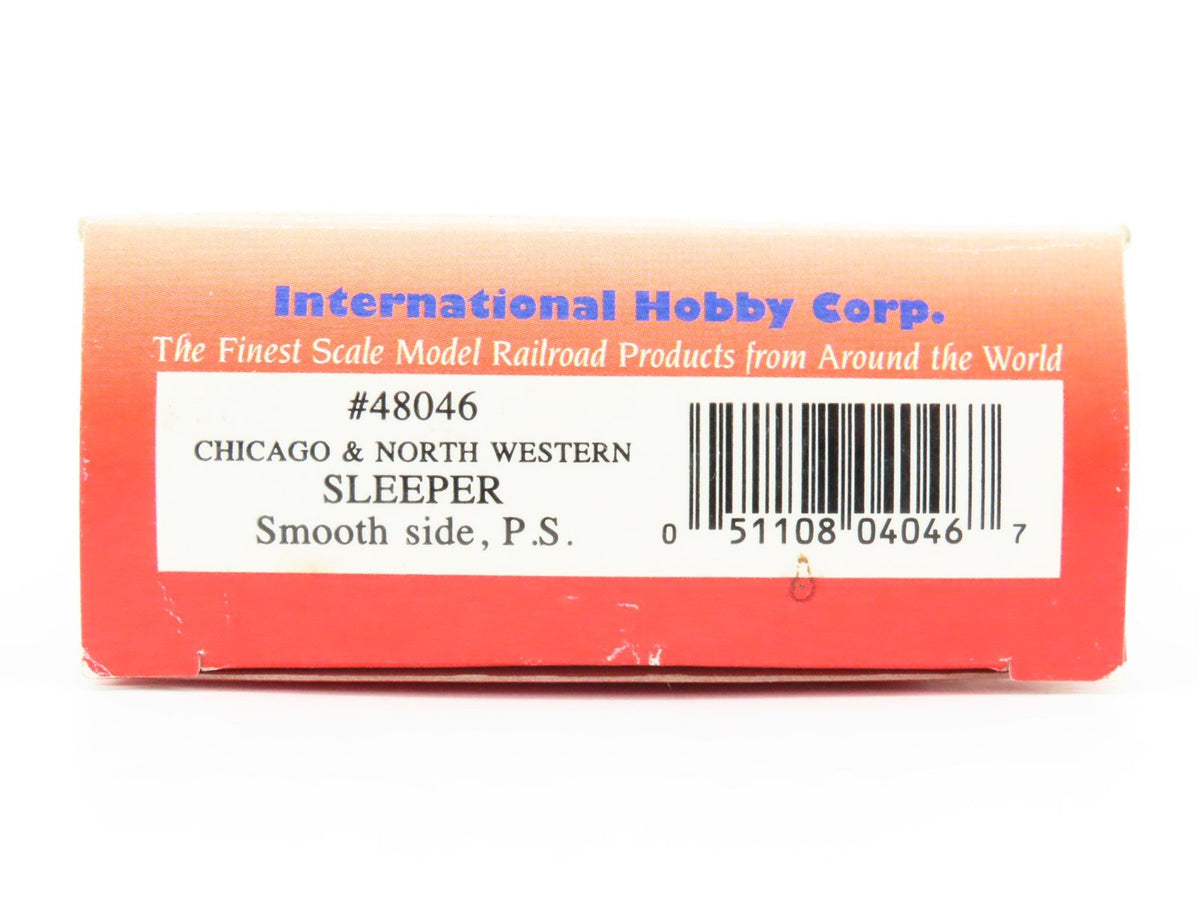 International Hobby Corp.
The Finest Scale Model Railroad Products from Around the World
#48046
CHICAGO & NORTH WESTERN
SLEEPER
Smooth side, P.S.
0 51108 04046 7